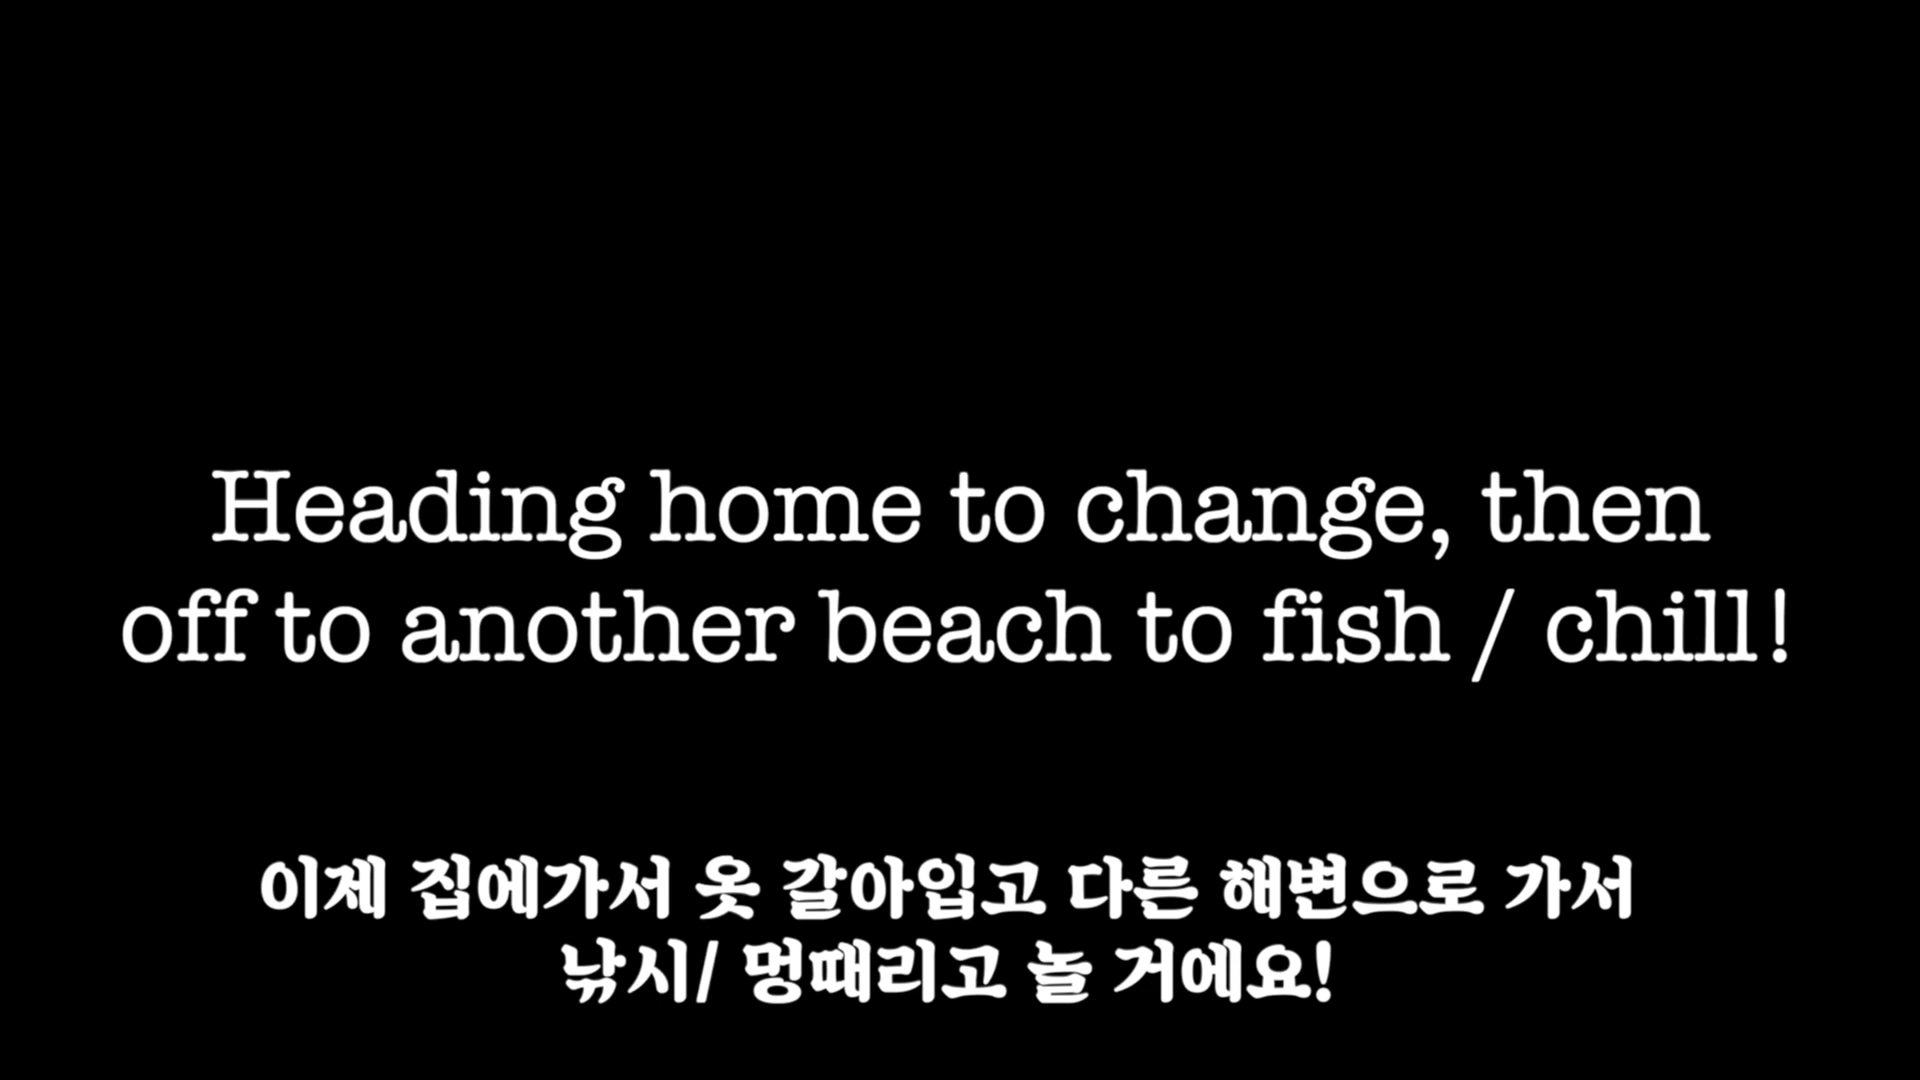 Heading home to change, then
off to another beach to fish / chill!
이제 집에가서 옷 갈아입고 다른 해변으로 가서
낚시/ 멍때리고 놀 거에요!